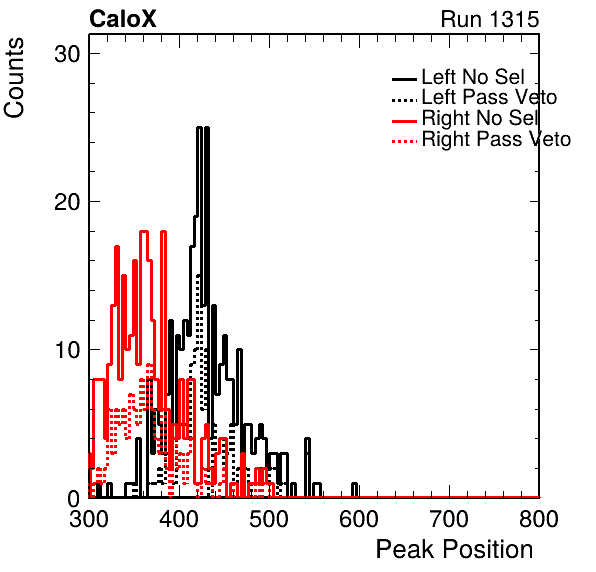 CaloX Run 1315
Counts
30
20
10
0
Left No Sel
Left Pass Veto
Right No Sel
Right Pass Veto
300 400 500 600 700 800
Peak Position